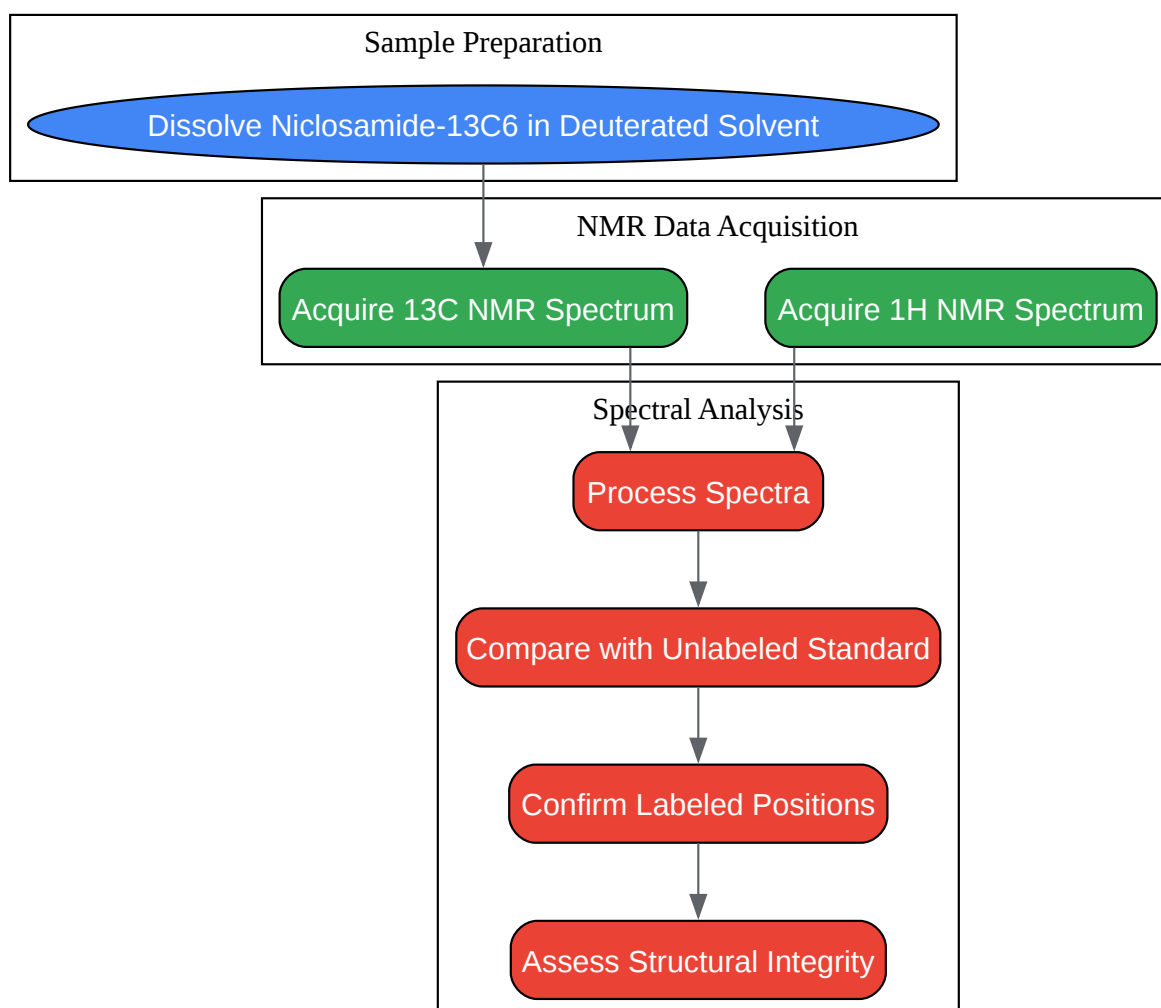 Sample Preparation
Dissolve Niclosamide-13C6 in Deuterated Solvent
NMR Data Acquisition
Acquire 13C NMR Spectrum
Acquire 1H NMR Spectrum
Spectral Analysis
Process Spectra
Compare with Unlabeled Standard
Confirm Labeled Positions
Assess Structural Integrity